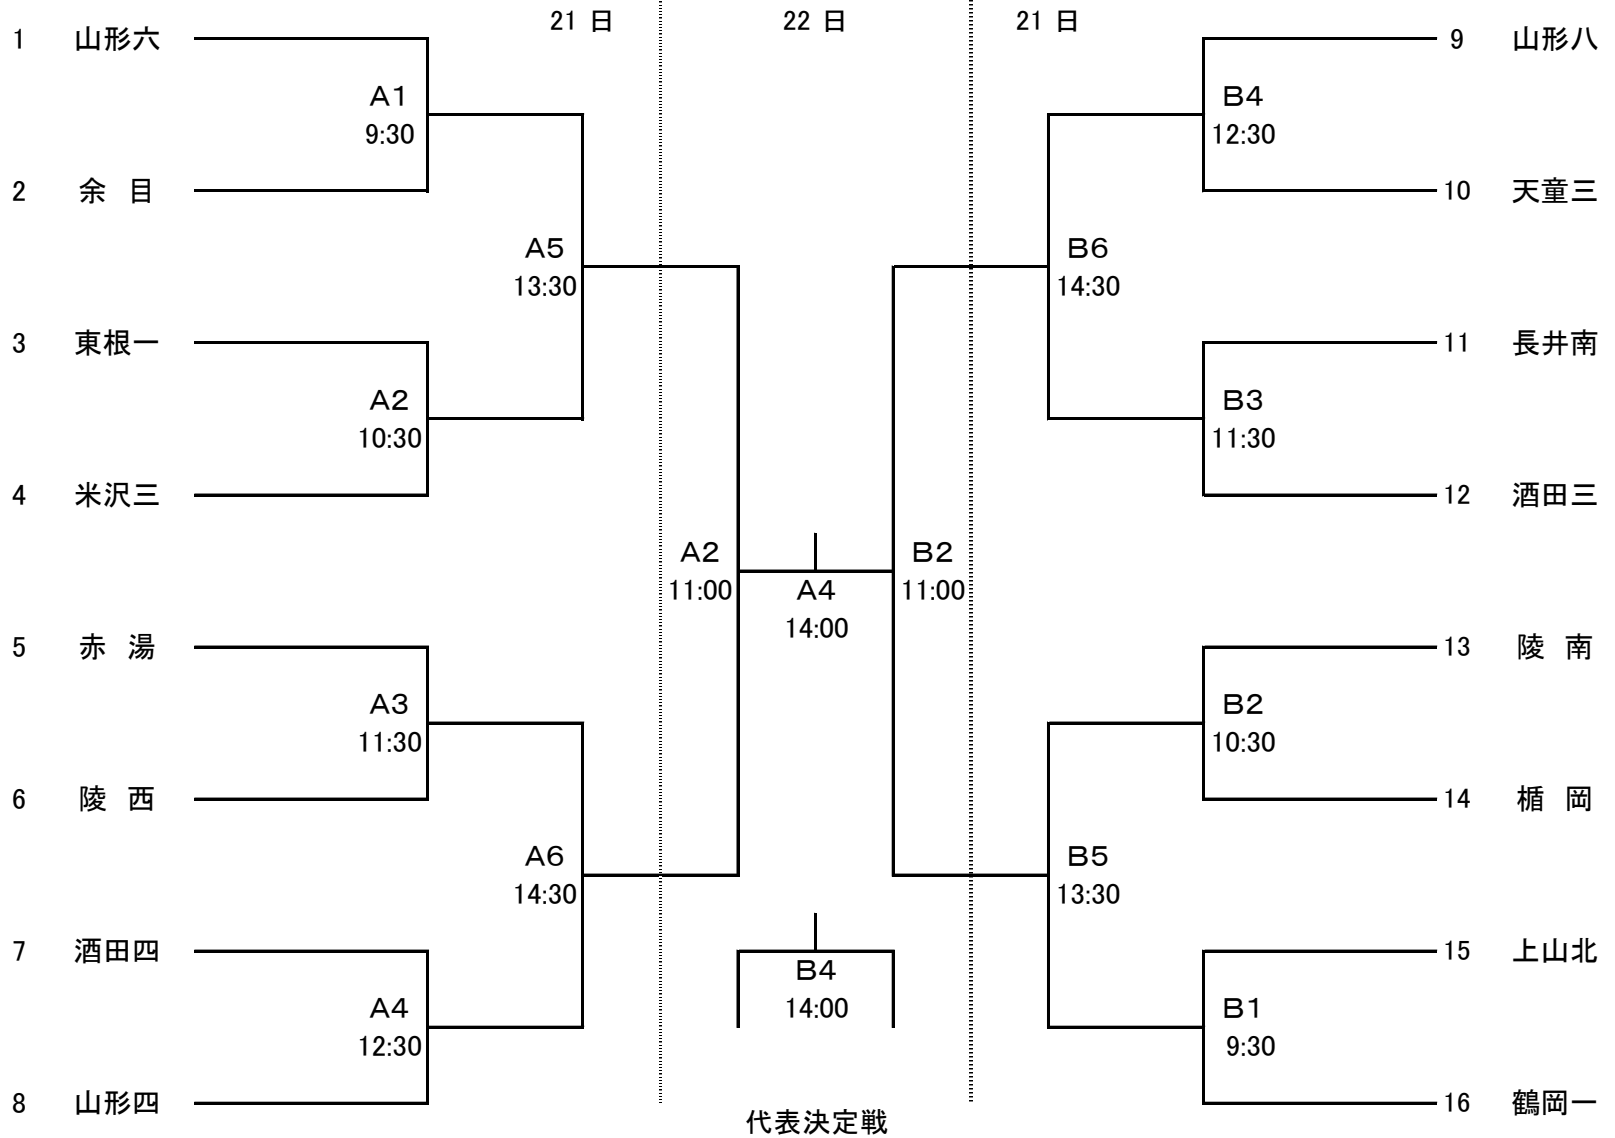 21 日 22 日 21 日
1 山形六
9 山形八
A1
9:30
B4
12:30
2 余 目
10 天童三
A5
13:30
B6
14:30
3 東根一
11 長井南
A2
10:30
B3
11:30
4 米沢三
12 酒田三
A2
11:00
A4
14:00
B2
11:00
5 赤 湯
13 陵 南
A3
11:30
B2
10:30
6 陵 西
14 楯 岡
A6
14:30
B5
13:30
7 酒田四
15 上山北
B4
14:00
A4
12:30
B1
9:30
8 山形四
16 鶴岡一
代表決定戦